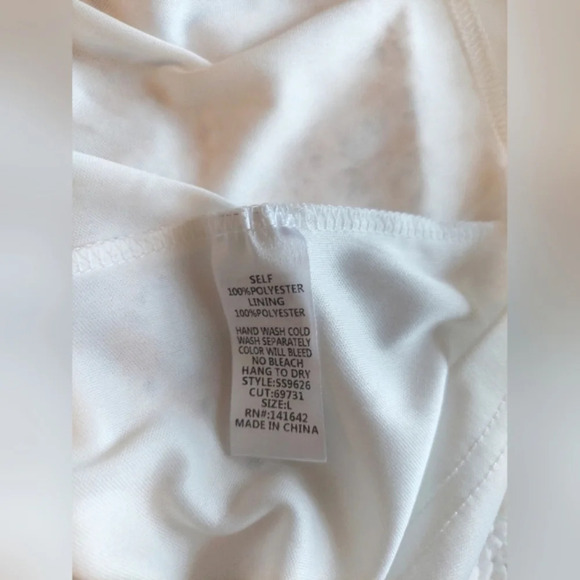 SELF
100%POLYESTER
LINING
100%POLYESTER
HAND WASH COLD
WASH SEPARATELY
COLOR WILL BLEED
NO BLEACH
HANG TO DRY
STYLE:SS9626
CUT:69731
SIZE:L
RN#:141642
MADE IN CHINA